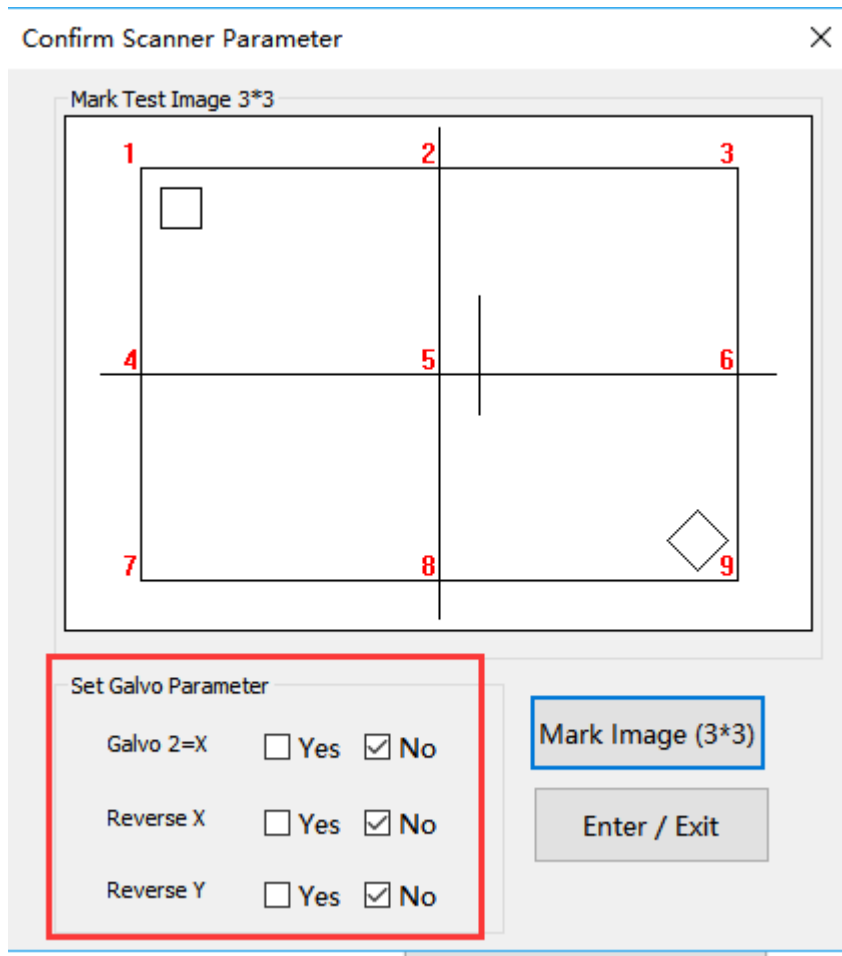 Confirm Scanner Parameter
Mark Test Image 3*3
1 2 3
4 5 6
7 8 9
Set Galvo Parameter
Galvo 2=X Yes No
Reverse X Yes No
Reverse Y Yes No
Mark Image (3*3)
Enter / Exit